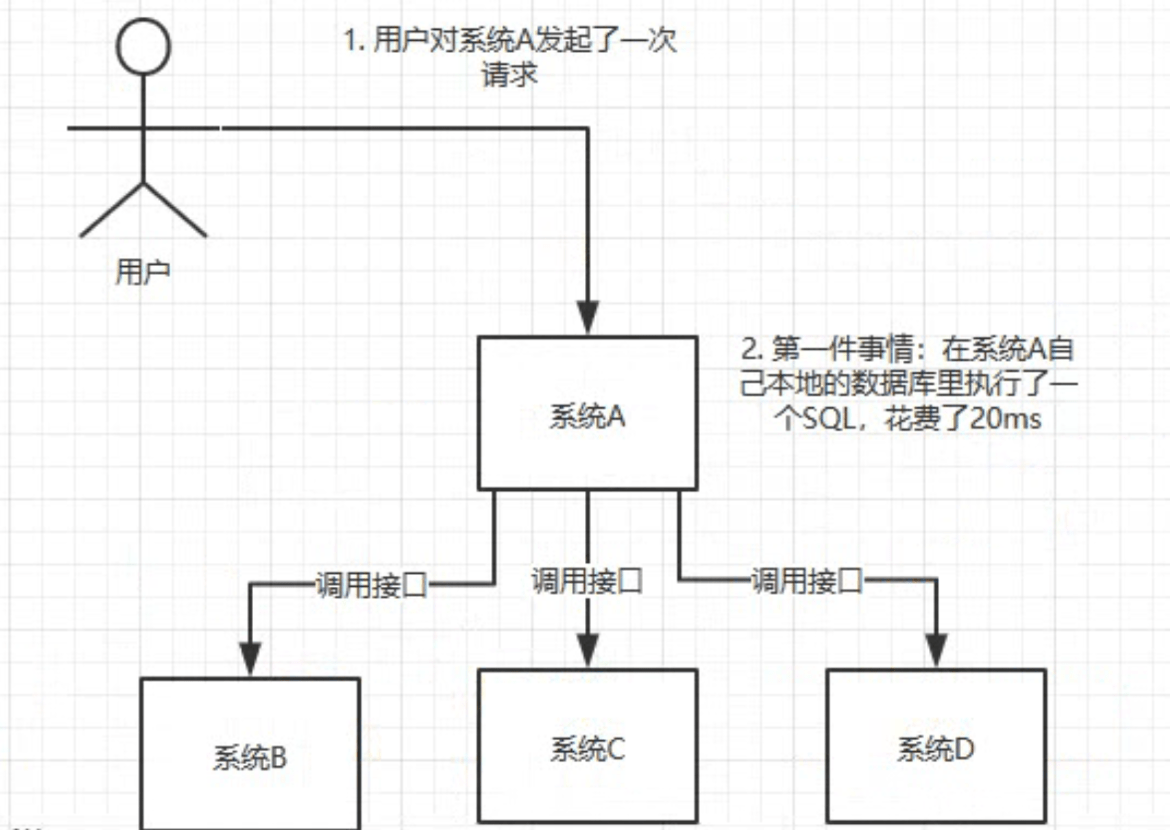 1. 用户对系统A发起了一次
请求
用户
2. 第一件事情：在系统A自
己本地的数据库里执行了一
个SQL，花费了20ms
系统A
调用接口
调用接口
调用接口
系统B
系统C
系统D